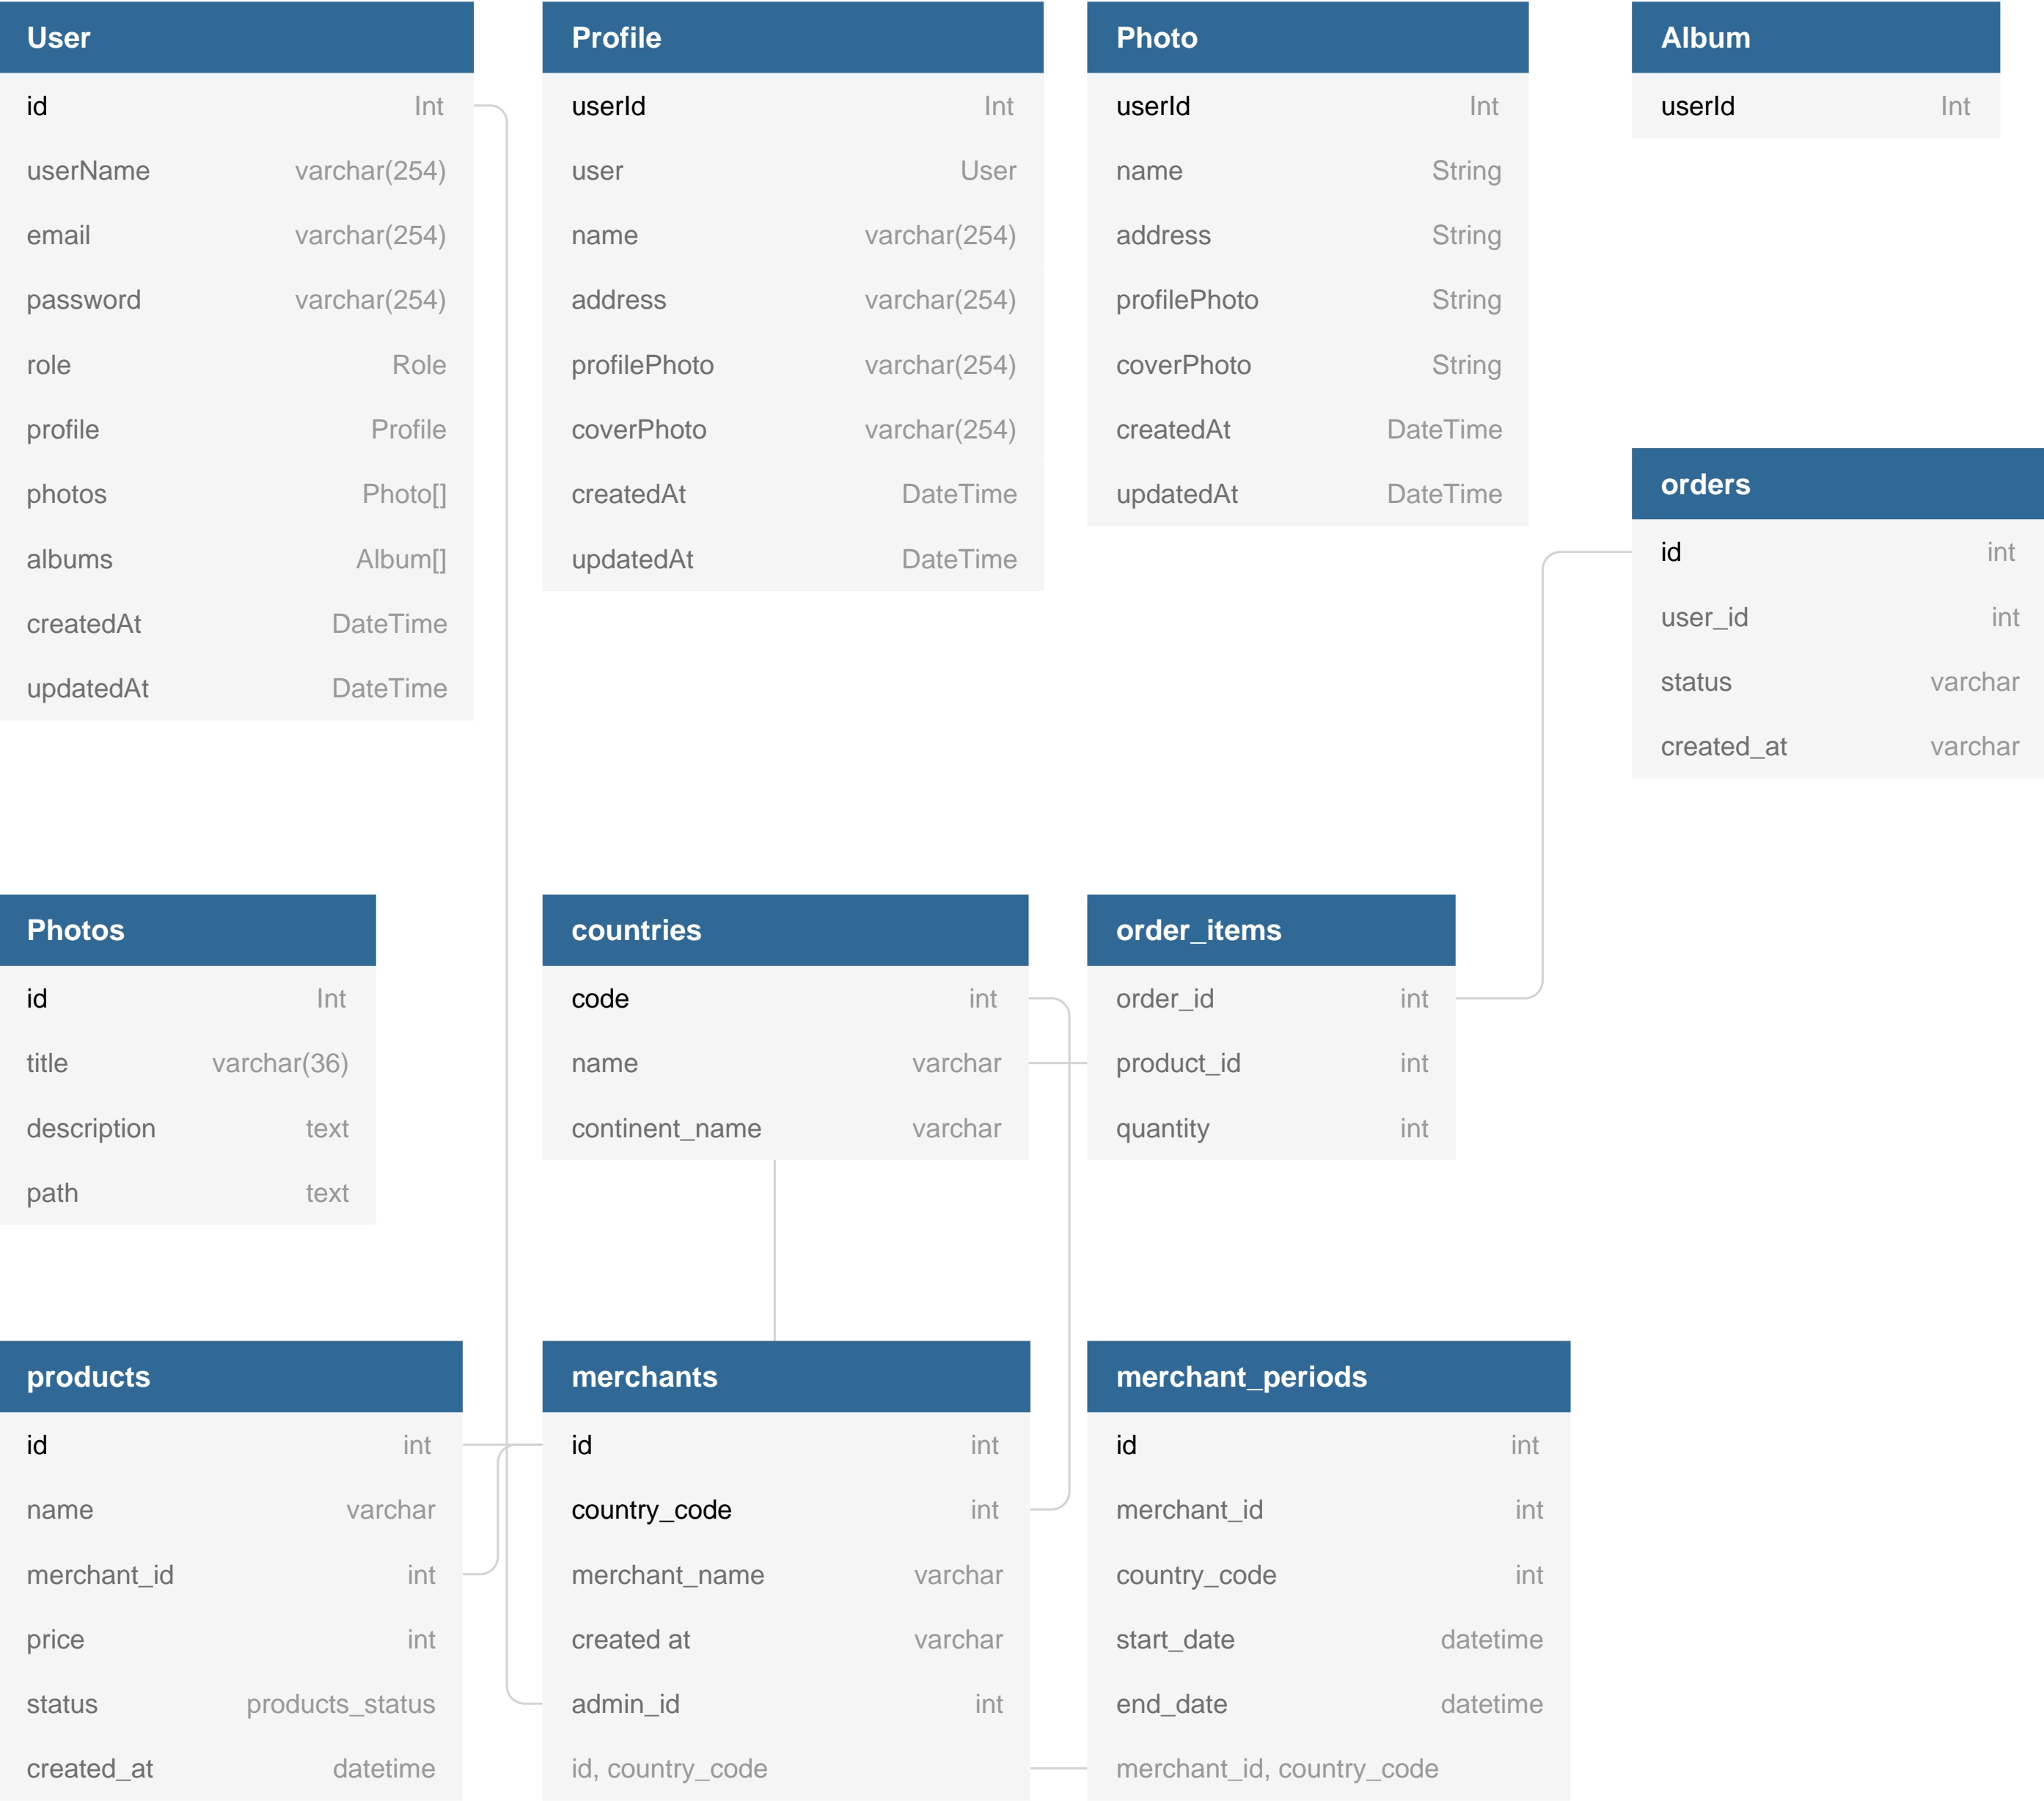 User
id Int
userName varchar(254)
email varchar(254)
password varchar(254)
role Role
profile Profile
photos Photo[]
albums Album[]
createdAt DateTime
updatedAt DateTime
Profile
userId Int
user User
name varchar(254)
address varchar(254)
profilePhoto varchar(254)
coverPhoto varchar(254)
createdAt DateTime
updatedAt DateTime
Photo
userId Int
name String
address String
profilePhoto String
coverPhoto String
createdAt DateTime
updatedAt DateTime
Album
userId Int
orders
id int
user_id int
status varchar
created_at varchar
Photos
id Int
title varchar(36)
description text
path text
countries
code int
name varchar
continent_name varchar
order_items
order_id int
product_id int
quantity int
products
id int
name varchar
merchant_id int
price int
status products_status
created_at datetime
merchants
id int
country_code int
merchant_name varchar
created at varchar
admin_id int
id, country_code
merchant_periods
id int
merchant_id int
country_code int
start_date datetime
end_date datetime
merchant_id, country_code